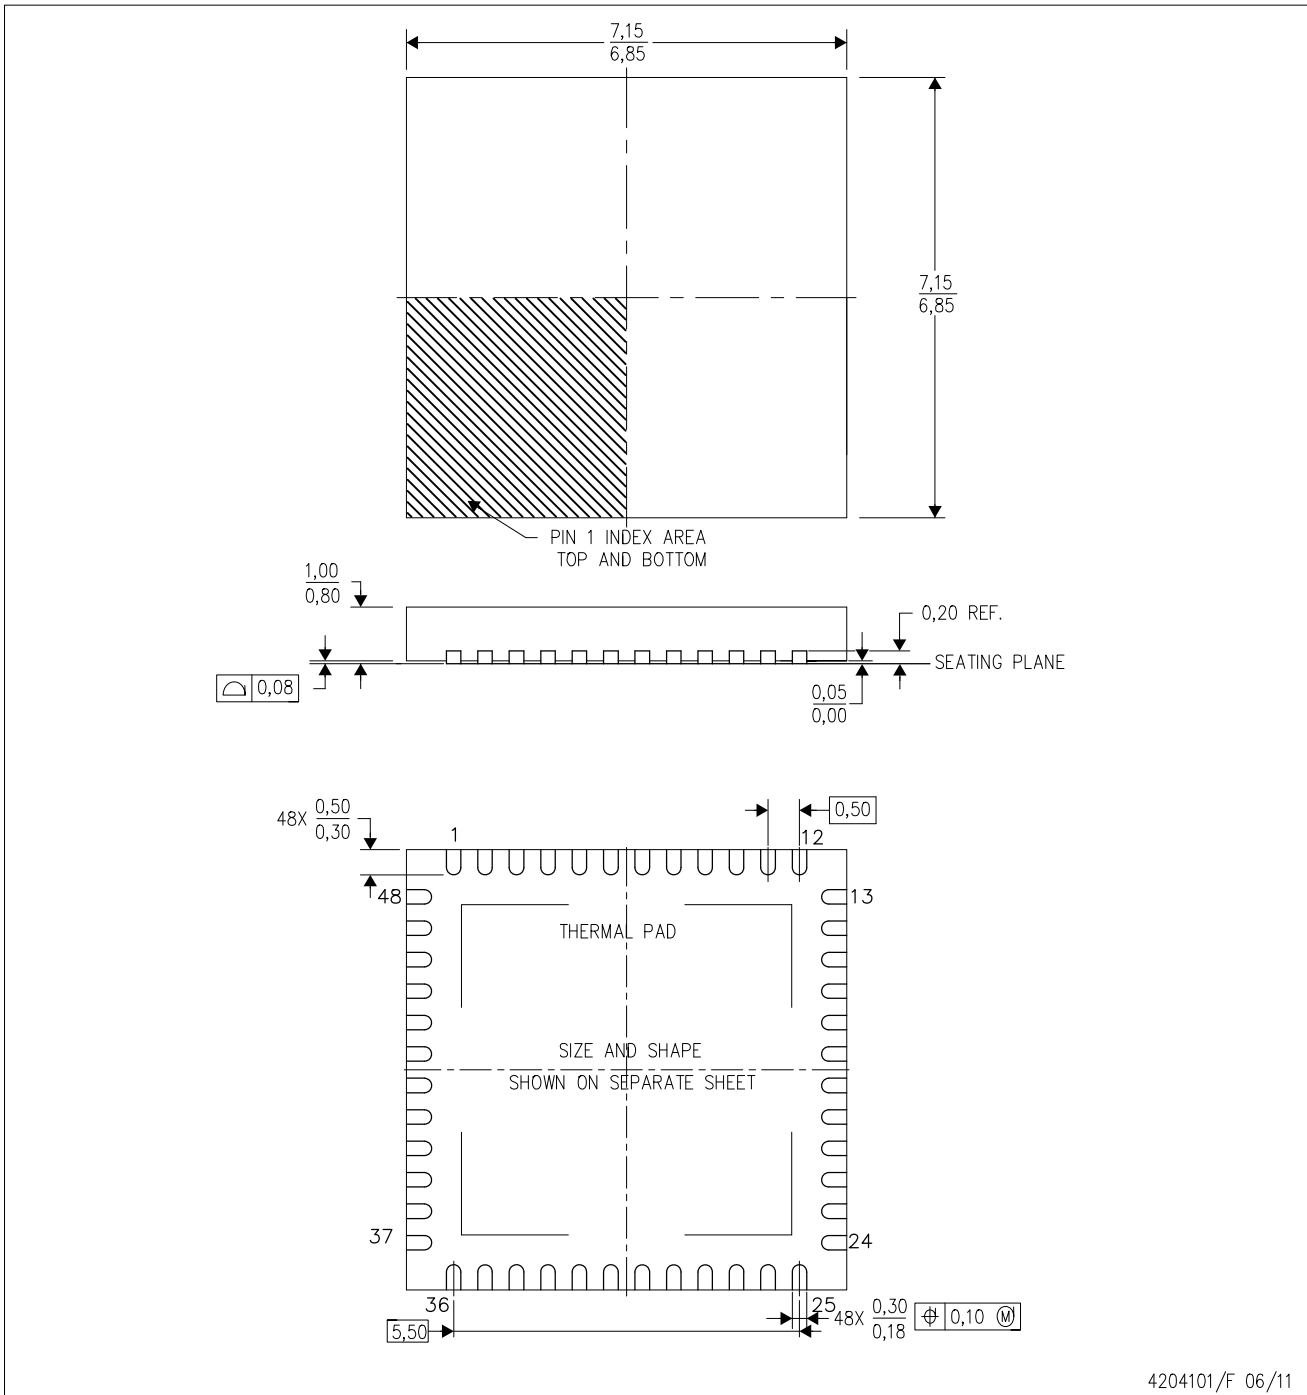 7,15
6,85
7,15
6,85
PIN 1 INDEX AREA
TOP AND BOTTOM
1,00
0,80
0,20 REF.
SEATING PLANE
0,08
0,05
0,00
48X 0,50
0,30
0,50
1
12
48
13
THERMAL PAD
SIZE AND SHAPE
SHOWN ON SEPARATE SHEET
37
24
36
25
5,50
48X 0,30
0,18
0,10 Ⓜ
4204101/F 06/11